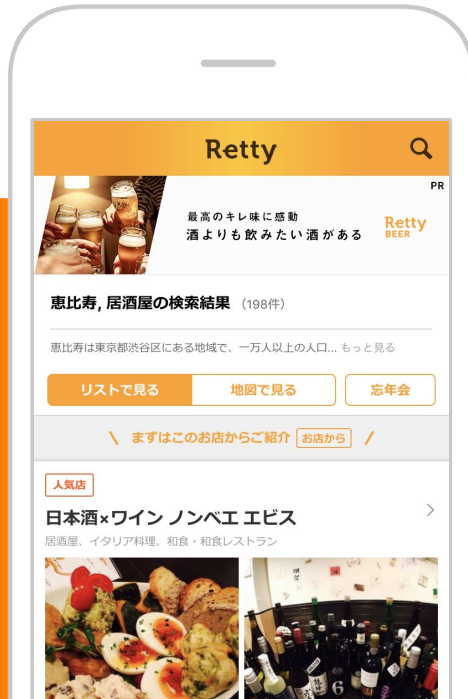 Retty
PR
最高のキレ味に感動
酒よりも飲みたい酒がある
Retty
BEER
恵比寿, 居酒屋の検索結果 (198件)
恵比寿は東京都渋谷区にある地域で、一万人以上の人口... もっと見る
リストで見る 地図で見る 忘年会
\ まずはこのお店からご紹介 お店から /
人気店
日本酒×ワイン ノンベエ エビス
居酒屋、イタリア料理、和食・和食レストラン